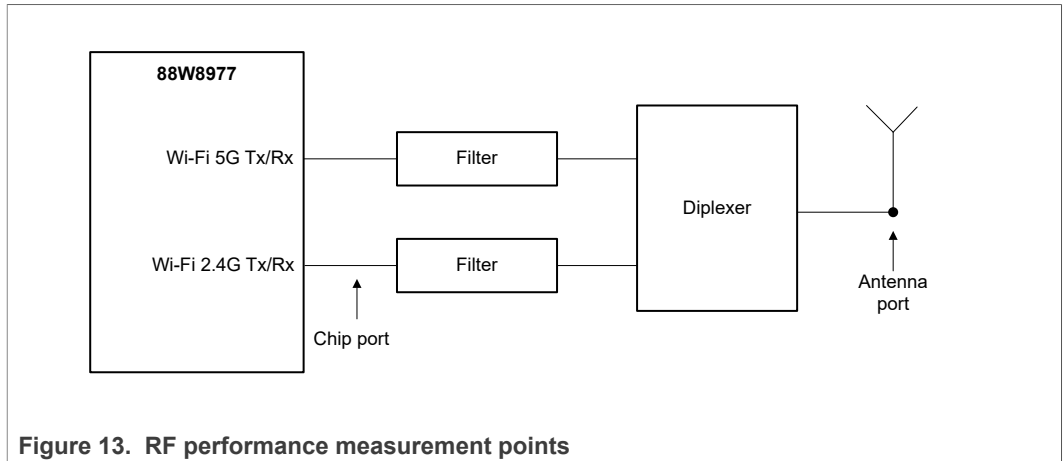 88W8977
Wi-Fi 5G Tx/Rx
Filter
Diplexer
Wi-Fi 2.4G Tx/Rx
Filter
Chip port
Antenna
port
Figure 13. RF performance measurement points